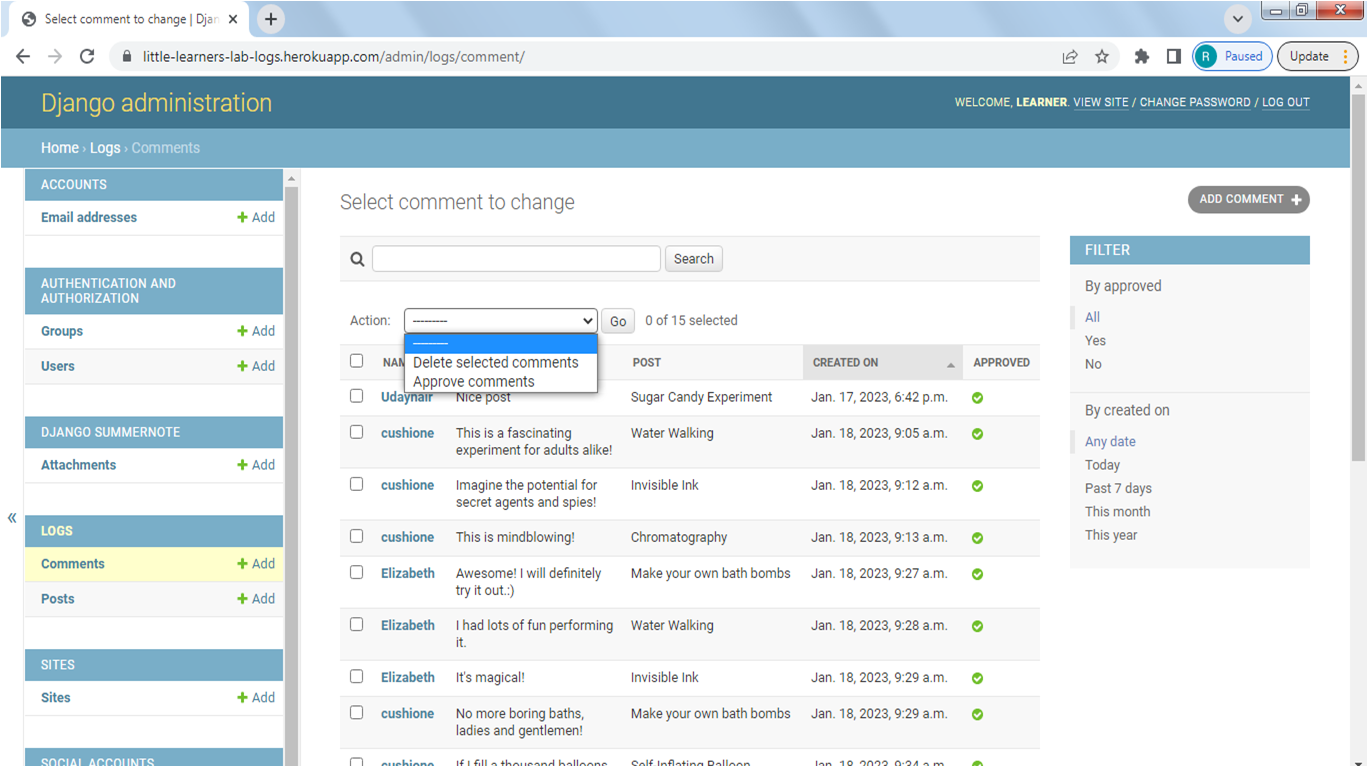 Select comment to change | Djan
little-learners-lab-logs.herokuapp.com/admin/logs/comment/
R Paused
Update
Django administration
WELCOME, LEARNER. VIEW SITE / CHANGE PASSWORD / LOG OUT
Home › Logs › Comments
ACCOUNTS
Email addresses + Add
AUTHENTICATION AND
AUTHORIZATION
Groups + Add
Users + Add
DJANGO SUMMERNOTE
Attachments + Add
«
LOGS
Comments + Add
Posts + Add
SITES
Sites + Add
SOCIAL ACCOUNTS
Select comment to change
ADD COMMENT +
Search
Action: --------- Go 0 of 15 selected
---------
Delete selected comments
Approve comments
NAM POST CREATED ON APPROVED
Udaynair Nice post Sugar Candy Experiment Jan. 17, 2023, 6:42 p.m.
cushione This is a fascinating Water Walking Jan. 18, 2023, 9:05 a.m.
experiment for adults alike!
cushione Imagine the potential for Invisible Ink Jan. 18, 2023, 9:12 a.m.
secret agents and spies!
cushione This is mindblowing! Chromatography Jan. 18, 2023, 9:13 a.m.
Elizabeth Awesome! I will definitely Make your own bath bombs Jan. 18, 2023, 9:27 a.m.
try it out.:)
Elizabeth I had lots of fun performing Water Walking Jan. 18, 2023, 9:28 a.m.
it.
Elizabeth It's magical! Invisible Ink Jan. 18, 2023, 9:29 a.m.
cushione No more boring baths, Make your own bath bombs Jan. 18, 2023, 9:29 a.m.
ladies and gentlemen!
cushione If I fill a thousand balloons Self-Inflating Balloon Jan. 18, 2023, 9:34 a.m.
FILTER
By approved
All
Yes
No
By created on
Any date
Today
Past 7 days
This month
This year